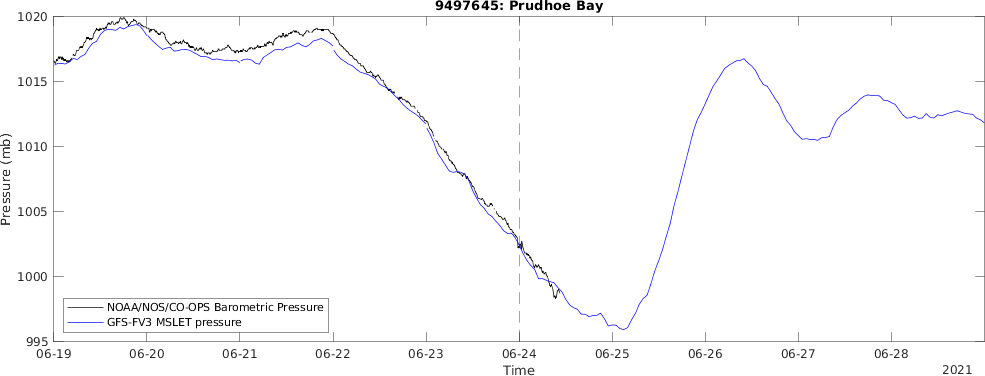 9497645: Prudhoe Bay
Pressure (mb)
1020
1015
1010
1005
1000
995
NOAA/NOS/CO-OPS Barometric Pressure
GFS-FV3 MSLET pressure
06-19 06-20 06-21 06-22 06-23 06-24 06-25 06-26 06-27 06-28
Time
2021